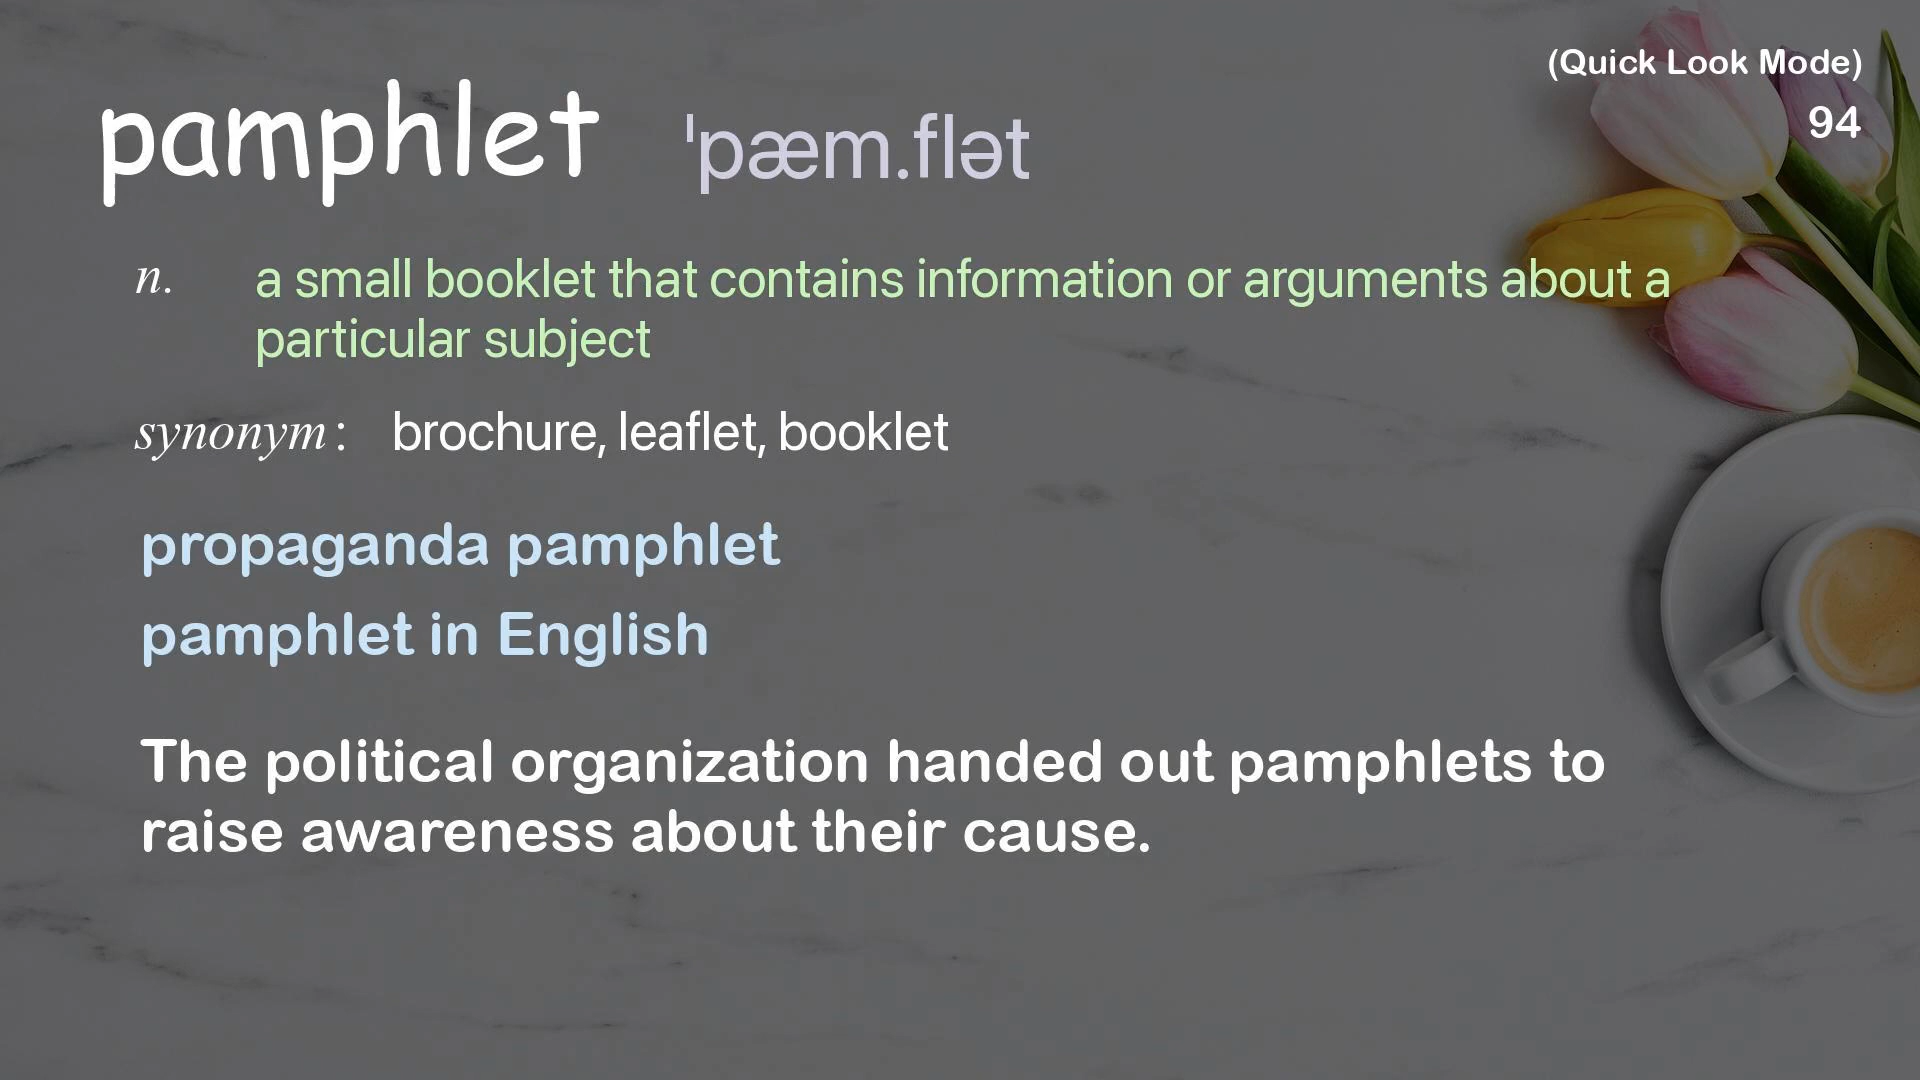 (Quick Look Mode)
pamphlet ˈpæm.flət
94
n. a small booklet that contains information or arguments about a
particular subject
synonym: brochure, leaflet, booklet
propaganda pamphlet
pamphlet in English
The political organization handed out pamphlets to
raise awareness about their cause.